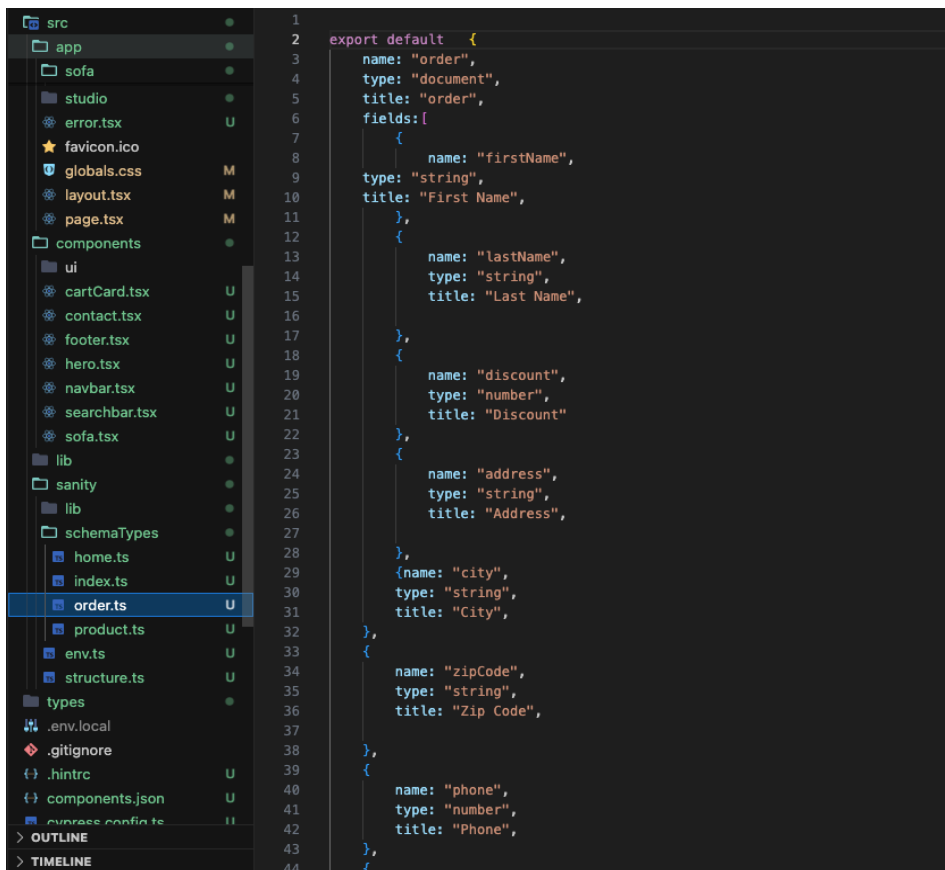 src
app
sofa
studio
error.tsx U
favicon.ico
globals.css M
layout.tsx M
page.tsx M
components
ui
cartCard.tsx U
contact.tsx U
footer.tsx U
hero.tsx U
navbar.tsx U
searchbar.tsx U
sofa.tsx U
lib
sanity
lib
schemaTypes
home.ts U
index.ts U
order.ts U
product.ts U
env.ts U
structure.ts U
types
.env.local
.gitignore
.hintrc U
components.json U
cypress.config.ts U
> OUTLINE
> TIMELINE
1
2 export default {
3 name: "order",
4 type: "document",
5 title: "order",
6 fields:[
7 {
8 name: "firstName",
9 type: "string",
10 title: "First Name",
11 },
12 {
13 name: "lastName",
14 type: "string",
15 title: "Last Name",
16
17 },
18 {
19 name: "discount",
20 type: "number",
21 title: "Discount"
22 },
23 {
24 name: "address",
25 type: "string",
26 title: "Address",
27
28 },
29 {name: "city",
30 type: "string",
31 title: "City",
32 },
33 {
34 name: "zipCode",
35 type: "string",
36 title: "Zip Code",
37
38 },
39 {
40 name: "phone",
41 type: "number",
42 title: "Phone",
43 },
44 {